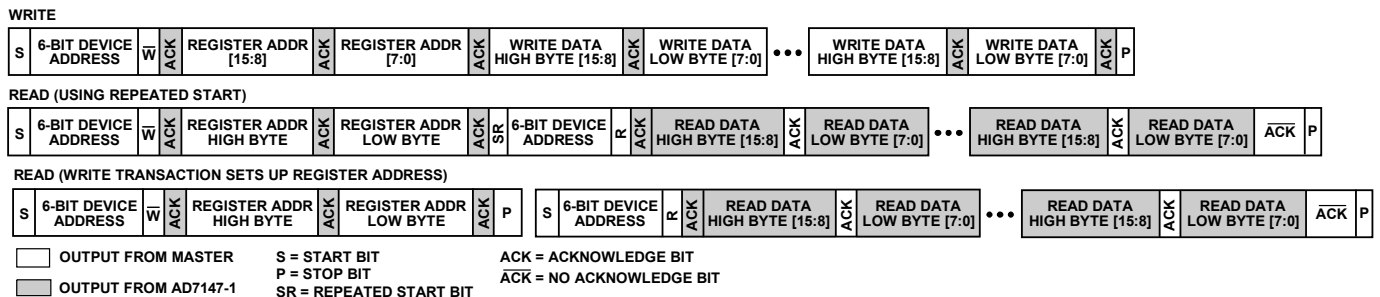 WRITE
S 6-BIT DEVICE ADDRESS W̅ ACK REGISTER ADDR [15:8] ACK REGISTER ADDR [7:0] ACK WRITE DATA HIGH BYTE [15:8] ACK WRITE DATA LOW BYTE [7:0] ••• WRITE DATA HIGH BYTE [15:8] ACK WRITE DATA LOW BYTE [7:0] ACK P
READ (USING REPEATED START)
S 6-BIT DEVICE ADDRESS W̅ ACK REGISTER ADDR HIGH BYTE ACK REGISTER ADDR LOW BYTE ACK SR 6-BIT DEVICE ADDRESS R ACK READ DATA HIGH BYTE [15:8] ACK READ DATA LOW BYTE [7:0] ••• READ DATA HIGH BYTE [15:8] ACK READ DATA LOW BYTE [7:0] A̅C̅K̅ P
READ (WRITE TRANSACTION SETS UP REGISTER ADDRESS)
S 6-BIT DEVICE ADDRESS W̅ ACK REGISTER ADDR HIGH BYTE ACK REGISTER ADDR LOW BYTE ACK P S 6-BIT DEVICE ADDRESS R ACK READ DATA HIGH BYTE [15:8] ACK READ DATA LOW BYTE [7:0] ••• READ DATA HIGH BYTE [15:8] ACK READ DATA LOW BYTE [7:0] A̅C̅K̅ P
OUTPUT FROM MASTER
OUTPUT FROM AD7147-1
S = START BIT
P = STOP BIT
SR = REPEATED START BIT
ACK = ACKNOWLEDGE BIT
A̅C̅K̅ = NO ACKNOWLEDGE BIT